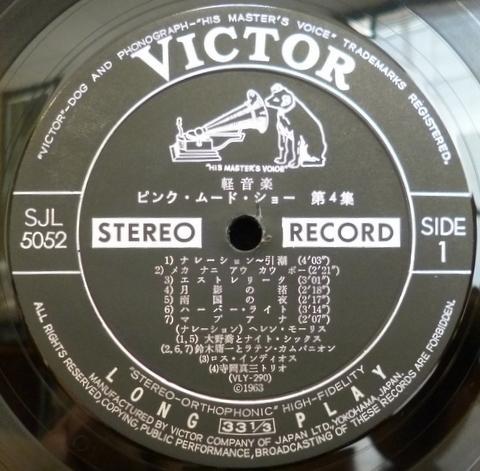 "VICTOR"–DOG AND PHONOGRAPH–"HIS MASTER'S VOICE" TRADEMARKS REGISTERED.
VICTOR
"HIS MASTER'S VOICE"
軽音楽
ピンク・ムード・ショー 第4集
SJL
5052
STEREO RECORD
SIDE
1
1) ナレーション〜引潮 (4'03")
2) メカ ナニ アウ カウ ボー (2'21")
3) エストレリータ (3'01")
4) 月影の渚 (2'18")
5) 南国の夜 (2'17")
6) ハーバー・ライト (3'14")
7) マプアナ (2'07")
(ナレーション) ヘレン・モーリス
(1,5) 大野喬とナイト・シックス
(2,6,7) 鈴木庸一とラテン・カムパニオン
(3)ロス・インディオス
(4)寺岡真三トリオ
(VLY-290)
Ⓟ1963
"STEREO-ORTHOPHONIC" HIGH-FIDELITY
LONG 33 1/3 PLAY
MANUFACTURED BY VICTOR COMPANY OF JAPAN LTD., YOKOHAMA, JAPAN.
ALL RIGHTS RESERVED. COPYING, PUBLIC PERFORMANCE, BROADCASTING OF THESE RECORDS ARE FORBIDDEN.